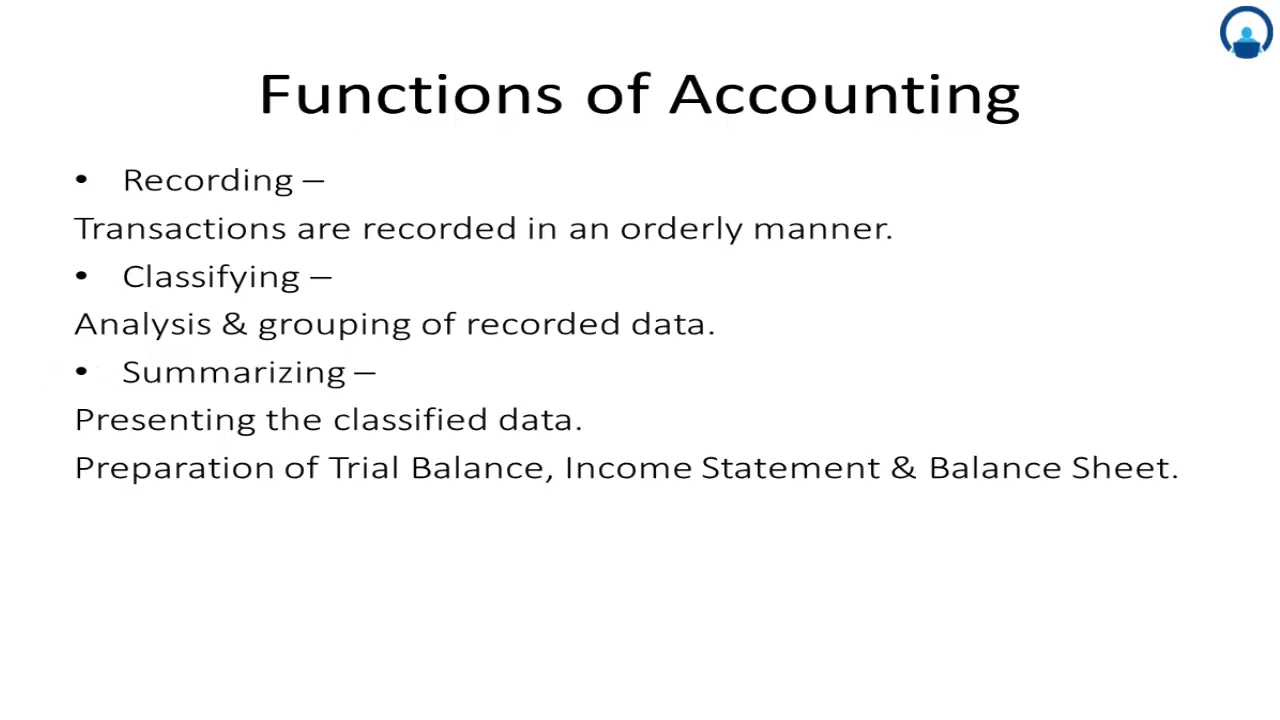 Functions of Accounting
• Recording –
Transactions are recorded in an orderly manner.
• Classifying –
Analysis & grouping of recorded data.
• Summarizing –
Presenting the classified data.
Preparation of Trial Balance, Income Statement & Balance Sheet.